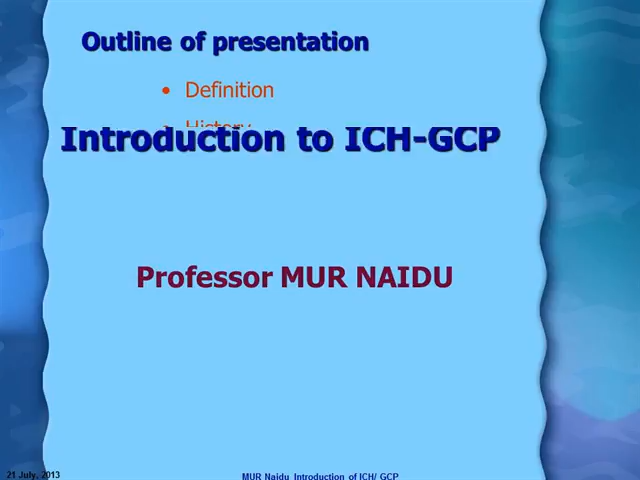 Outline of presentation
• Definition
• History
Introduction to ICH-GCP
Professor MUR NAIDU
21 July, 2013
MUR Naidu Introduction of ICH/ GCP